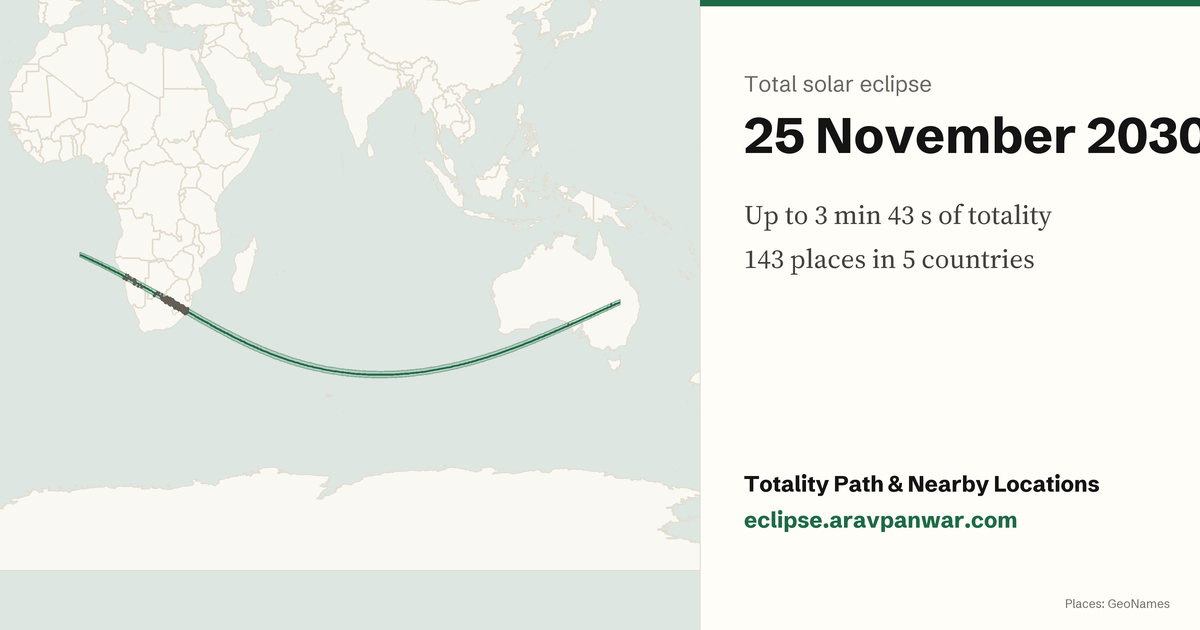 Total solar eclipse
25 November 2030
Up to 3 min 43 s of totality
143 places in 5 countries
Totality Path & Nearby Locations
eclipse.aravpanwar.com
Places: GeoNames